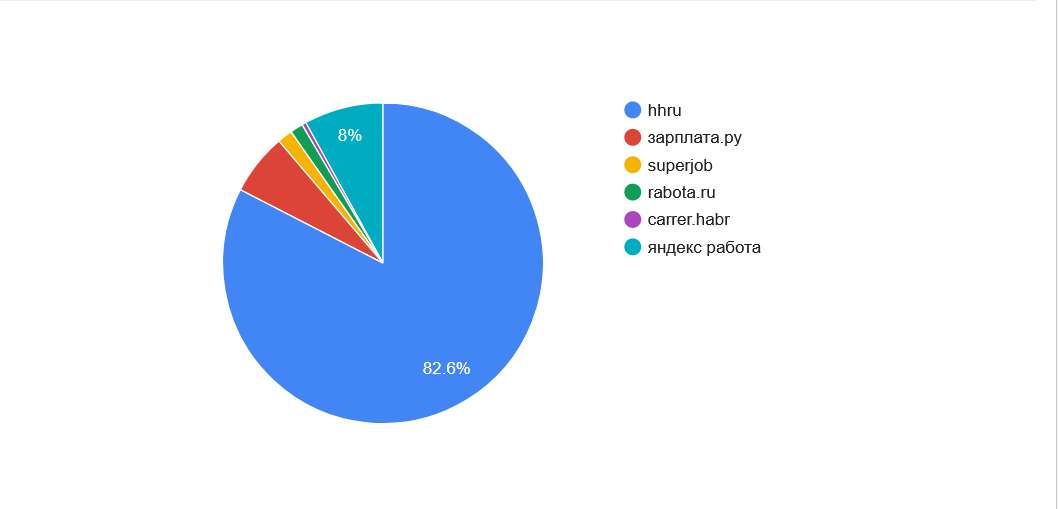 8%
82.6%
hhru
зарплата.ру
superjob
rabota.ru
carrer.habr
яндекс работа